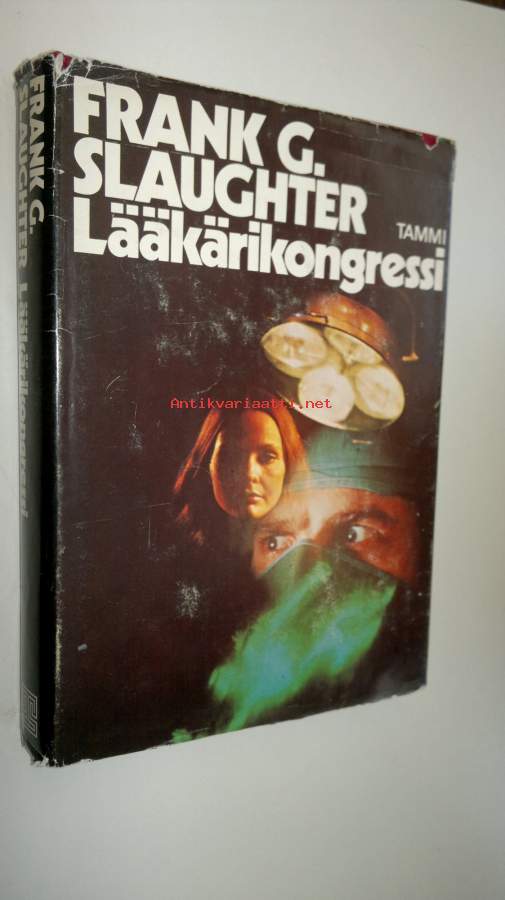 FRANK G.
SLAUGHTER
TAMMI
Lääkärikongressi
FRANK G.
SLAUGHTER Lääkärikongressi
Antikvariaatti.net